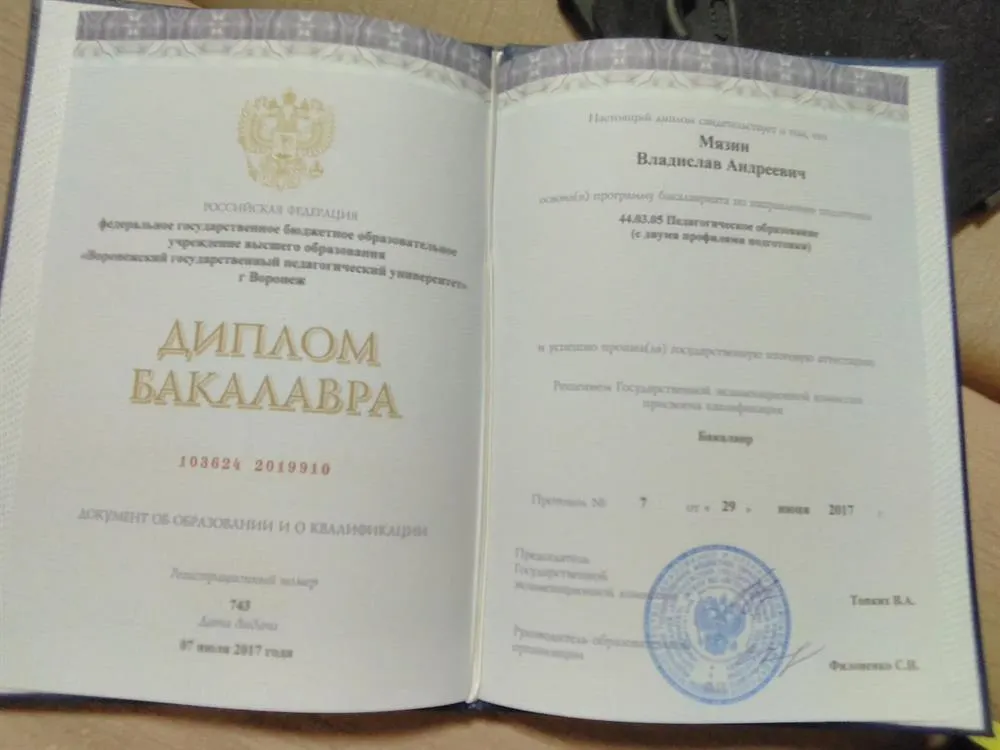 РОССИЙСКАЯ ФЕДЕРАЦИЯ
федеральное государственное бюджетное образовательное
учреждение высшего образования
«Воронежский государственный педагогический университет»
г Воронеж
ДИПЛОМ
БАКАЛАВРА
103624 2019910
ДОКУМЕНТ ОБ ОБРАЗОВАНИИ И О КВАЛИФИКАЦИИ
Регистрационный номер
743
Дата выдачи
07 июля 2017 года
Настоящий диплом свидетельствует о том, что
Мязин
Владислав Андреевич
освоил(а) программу бакалавриата по направлению подготовки
44.03.05 Педагогическое образование
(с двумя профилями подготовки)
и успешно прошел(ла) государственную итоговую аттестацию
Решением Государственной экзаменационной комиссии
присвоена квалификация
Бакалавр
Протокол № 7 от « 29 » июня 2017 г.
Председатель
Государственной
экзаменационной
Топких В.А.
Руководитель образовательной
организации
Филоненко С.И.